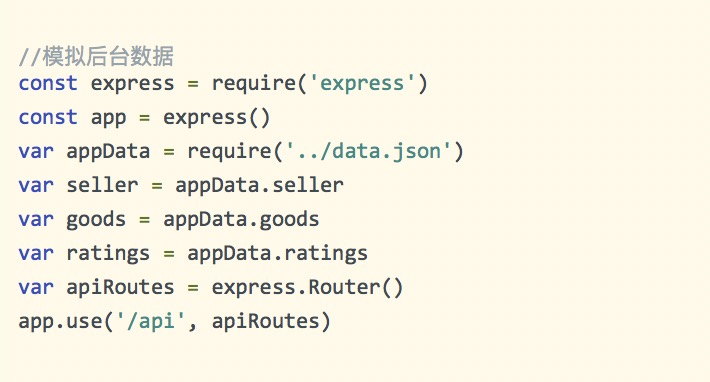 //模拟后台数据
const express = require('express')
const app = express()
var appData = require('../data.json')
var seller = appData.seller
var goods = appData.goods
var ratings = appData.ratings
var apiRoutes = express.Router()
app.use('/api', apiRoutes)